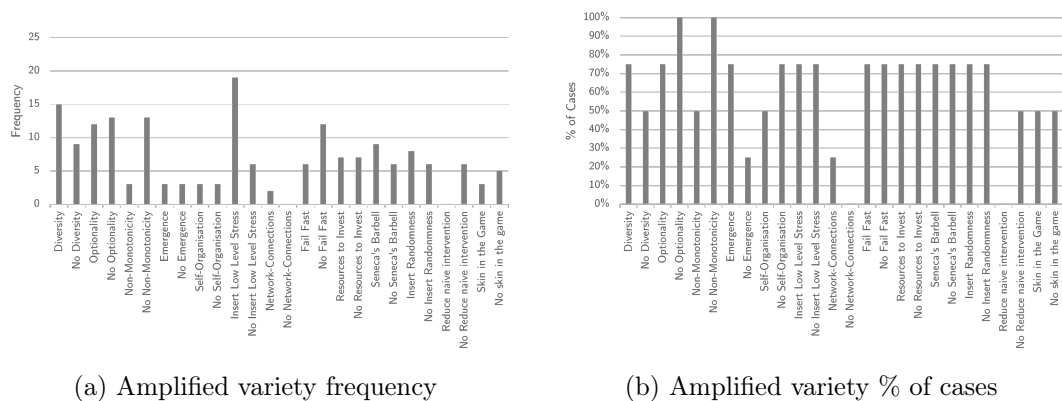 25
20
15
10
5
0
Frequency
Diversity
No Diversity
Optionality
No Optionality
Non-Monotonicity
No Non-Monotonicity
Emergence
No Emergence
Self-Organisation
No Self-Organisation
Insert Low Level Stress
No Insert Low Level Stress
Network-Connections
No Network-Connections
Fail Fast
No Fail Fast
Resources to Invest
No Resources to Invest
Seneca's Barbell
No Seneca's Barbell
Insert Randomness
No Insert Randomness
Reduce naive intervention
No Reduce naive intervention
Skin in the Game
No skin in the game
(a) Amplified variety frequency
100%
90%
80%
70%
60%
50%
40%
30%
20%
10%
0%
% of Cases
Diversity
No Diversity
Optionality
No Optionality
Non-Monotonicity
No Non-Monotonicity
Emergence
No Emergence
Self-Organisation
No Self-Organisation
Insert Low Level Stress
No Insert Low Level Stress
Network-Connections
No Network-Connections
Fail Fast
No Fail Fast
Resources to Invest
No Resources to Invest
Seneca's Barbell
No Seneca's Barbell
Insert Randomness
No Insert Randomness
Reduce naive intervention
No Reduce naive intervention
Skin in the Game
No skin in the game
(b) Amplified variety % of cases